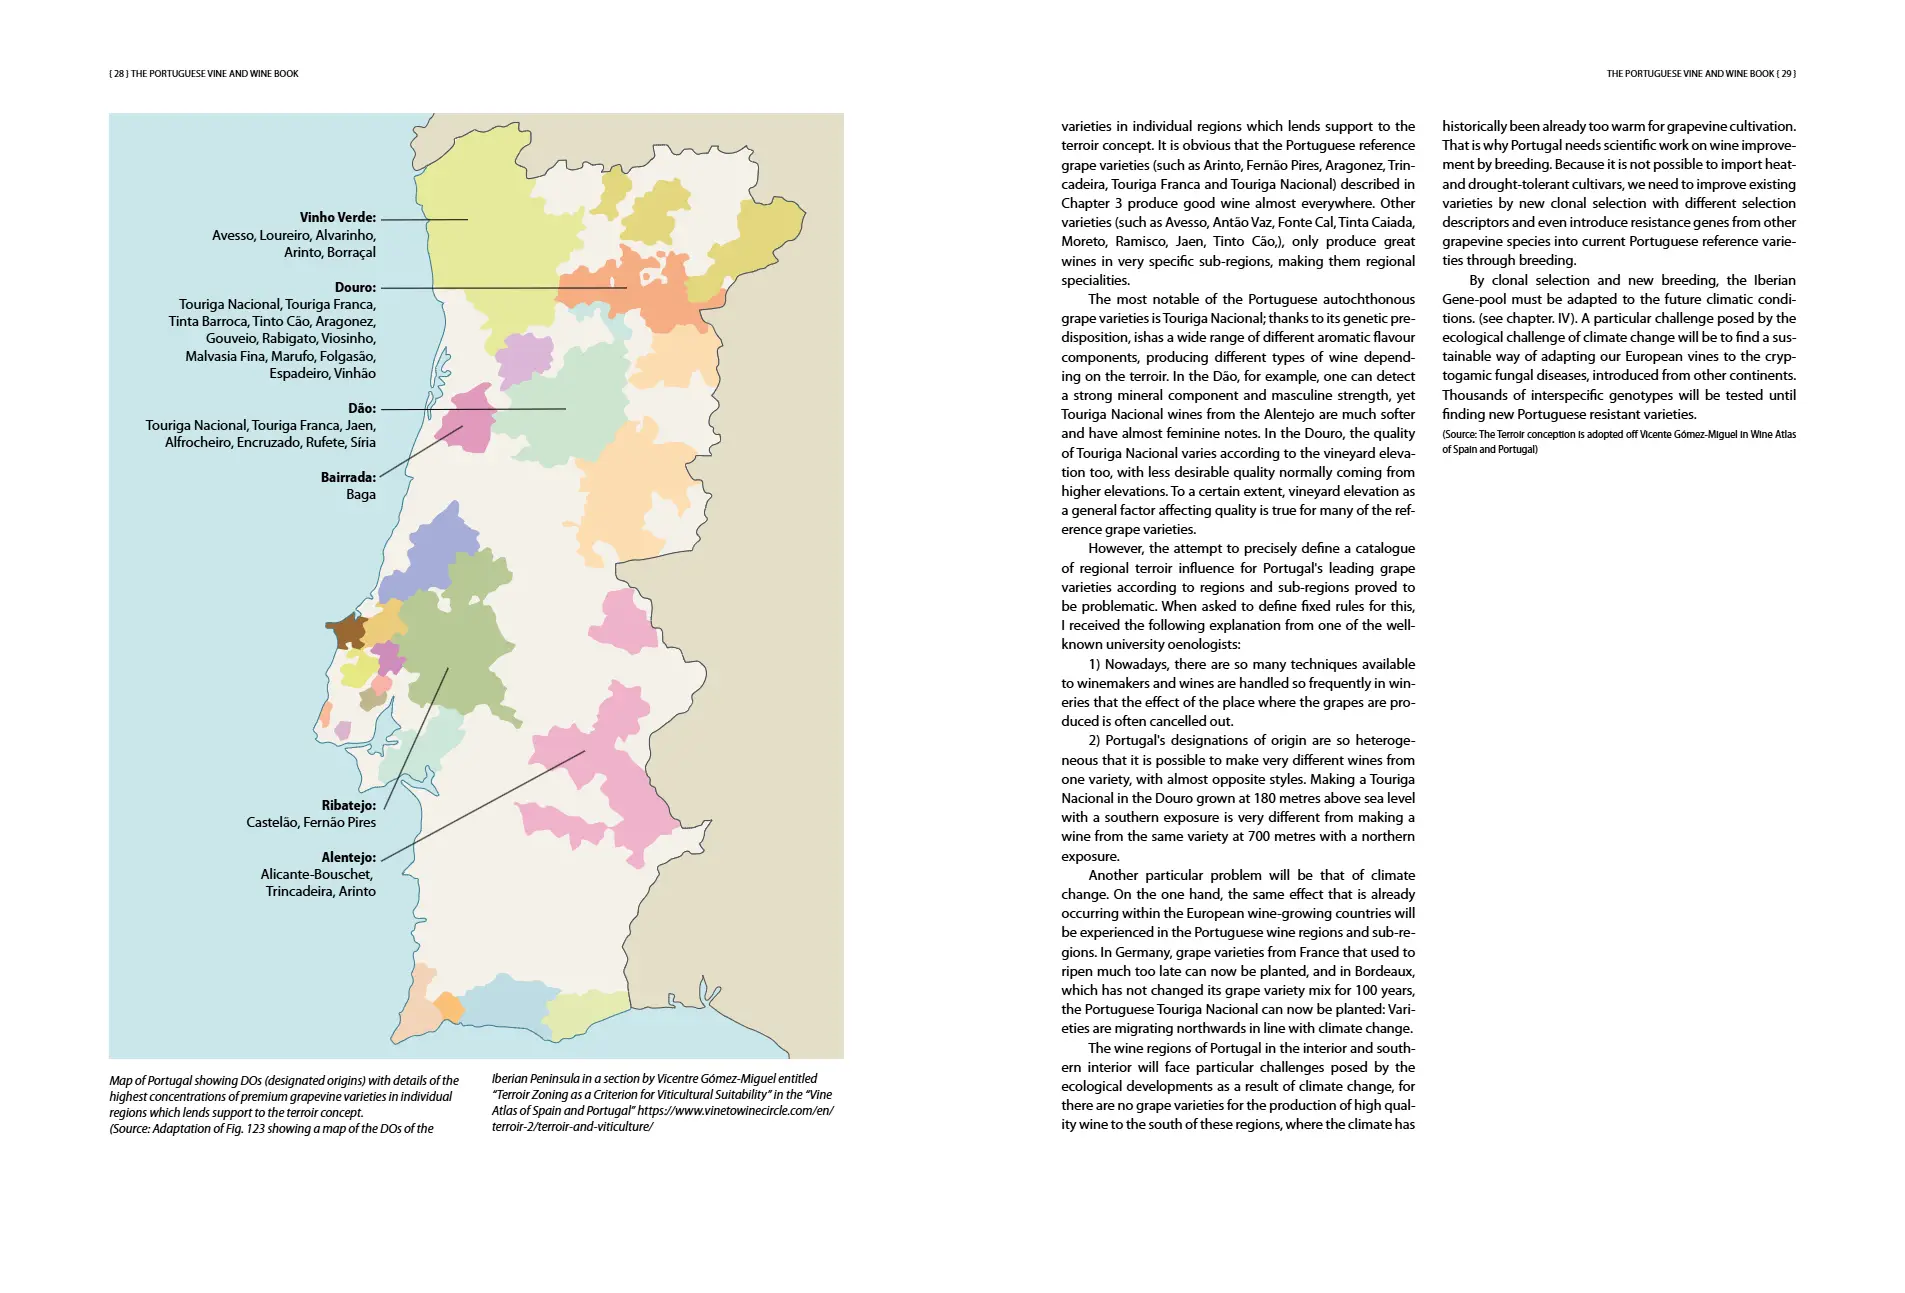 { 28 } THE PORTUGUESE VINE AND WINE BOOK
Vinho Verde:
Avesso, Loureiro, Alvarinho,
Arinto, Borraçal
Douro:
Touriga Nacional, Touriga Franca,
Tinta Barroca, Tinto Cão, Aragonez,
Gouveio, Rabigato, Viosinho,
Malvasia Fina, Marufo, Folgasão,
Espadeiro, Vinhão
Dão:
Touriga Nacional, Touriga Franca, Jaen,
Alfrocheiro, Encruzado, Rufete, Síria
Bairrada:
Baga
Ribatejo:
Castelão, Fernão Pires
Alentejo:
Alicante-Bouschet,
Trincadeira, Arinto
Map of Portugal showing DOs (designated origins) with details of the
highest concentrations of premium grapevine varieties in individual
regions which lends support to the terroir concept.
(Source: Adaptation of Fig. 123 showing a map of the DOs of the
Iberian Peninsula in a section by Vicentre Gómez-Miguel entitled
“Terroir Zoning as a Criterion for Viticultural Suitability” in the “Vine
Atlas of Spain and Portugal” https://www.vinetowinecircle.com/en/
terroir-2/terroir-and-viticulture/
THE PORTUGUESE VINE AND WINE BOOK { 29 }
varieties in individual regions which lends support to the
terroir concept. It is obvious that the Portuguese reference
grape varieties (such as Arinto, Fernão Pires, Aragonez, Trin-
cadeira, Touriga Franca and Touriga Nacional) described in
Chapter 3 produce good wine almost everywhere. Other
varieties (such as Avesso, Antão Vaz, Fonte Cal, Tinta Caiada,
Moreto, Ramisco, Jaen, Tinto Cão,), only produce great
wines in very specific sub-regions, making them regional
specialities.
The most notable of the Portuguese autochthonous
grape varieties is Touriga Nacional; thanks to its genetic pre-
disposition, ishas a wide range of different aromatic flavour
components, producing different types of wine depend-
ing on the terroir. In the Dão, for example, one can detect
a strong mineral component and masculine strength, yet
Touriga Nacional wines from the Alentejo are much softer
and have almost feminine notes. In the Douro, the quality
of Touriga Nacional varies according to the vineyard eleva-
tion too, with less desirable quality normally coming from
higher elevations. To a certain extent, vineyard elevation as
a general factor affecting quality is true for many of the ref-
erence grape varieties.
However, the attempt to precisely define a catalogue
of regional terroir influence for Portugal's leading grape
varieties according to regions and sub-regions proved to
be problematic. When asked to define fixed rules for this,
I received the following explanation from one of the well-
known university oenologists:
1) Nowadays, there are so many techniques available
to winemakers and wines are handled so frequently in win-
eries that the effect of the place where the grapes are pro-
duced is often cancelled out.
2) Portugal's designations of origin are so heteroge-
neous that it is possible to make very different wines from
one variety, with almost opposite styles. Making a Touriga
Nacional in the Douro grown at 180 metres above sea level
with a southern exposure is very different from making a
wine from the same variety at 700 metres with a northern
exposure.
Another particular problem will be that of climate
change. On the one hand, the same effect that is already
occurring within the European wine-growing countries will
be experienced in the Portuguese wine regions and sub-re-
gions. In Germany, grape varieties from France that used to
ripen much too late can now be planted, and in Bordeaux,
which has not changed its grape variety mix for 100 years,
the Portuguese Touriga Nacional can now be planted: Vari-
eties are migrating northwards in line with climate change.
The wine regions of Portugal in the interior and south-
ern interior will face particular challenges posed by the
ecological developments as a result of climate change, for
there are no grape varieties for the production of high qual-
ity wine to the south of these regions, where the climate has
historically been already too warm for grapevine cultivation.
That is why Portugal needs scientific work on wine improve-
ment by breeding. Because it is not possible to import heat-
and drought-tolerant cultivars, we need to improve existing
varieties by new clonal selection with different selection
descriptors and even introduce resistance genes from other
grapevine species into current Portuguese reference varie-
ties through breeding.
By clonal selection and new breeding, the Iberian
Gene-pool must be adapted to the future climatic condi-
tions. (see chapter. IV). A particular challenge posed by the
ecological challenge of climate change will be to find a sus-
tainable way of adapting our European vines to the cryp-
togamic fungal diseases, introduced from other continents.
Thousands of interspecific genotypes will be tested until
finding new Portuguese resistant varieties.
(Source: The Terroir conception is adopted off Vicente Gómez-Miguel in Wine Atlas
of Spain and Portugal)